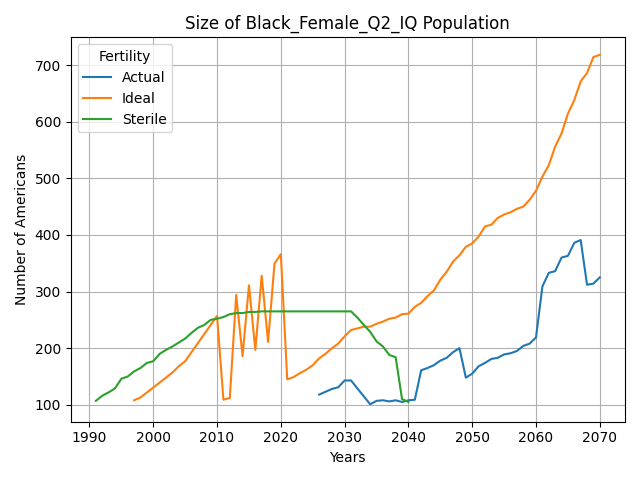 Size of Black_Female_Q2_IQ Population
Fertility
Actual
Ideal
Sterile
Number of Americans
700
600
500
400
300
200
100
1990 2000 2010 2020 2030 2040 2050 2060 2070
Years